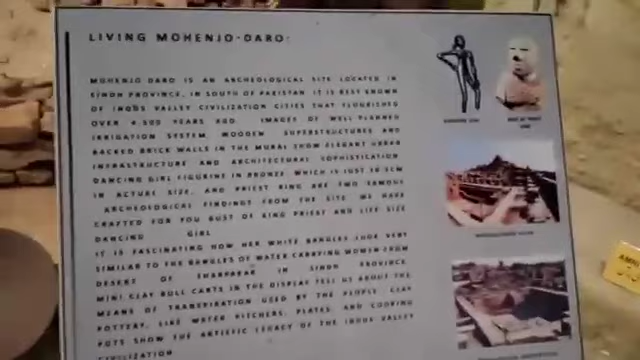 LIVING MOHENJO-DARO:
MOHENJO DARO IS AN ARCHEOLOGICAL SITE LOCATED IN
SINDH PROVINCE, IN SOUTH OF PAKISTAN. IT IS BEST KNOWN
OF INDUS VALLEY CIVILIZATION CITIES THAT FLOURISHED
OVER 4,500 YEARS AGO. IMAGES OF WELL PLANNED
IRRIGATION SYSTEM, WOODEN SUPERSTRUCTURES AND
BACKED BRICK WALLS IN THE MURAL SHOW ELEGANT URBAN
INFRASTRUCTURE AND ARCHITECTURAL SOPHISTICATION
DANCING GIRL FIGURINE IN BRONZE WHICH IS JUST CM
IN ACTUAL SIZE, AND PRIEST KING ARE TWO FAMOUS
ARCHEOLOGICAL FINDINGS FROM THE SITE. WE HAVE
CRAFTED FOR YOU BUST OF KING PRIEST AND LIFE SIZE
DANCING GIRL
IT IS FASCINATING HOW HER WHITE BANGLES LOOK VERY
SIMILAR TO THE BANGLES OF WATER CARRYING WOMEN FROM
DESERT OF THARPARKAR IN SINDH PROVINCE.
MINI CLAY BULL CARTS IN THE DISPLAY TELL US ABOUT THE
MEANS OF USED BY THE PEOPLE. CLAY
POTTERY, LIKE WATER PITCHERS, PLATES, AND COOKING
POTS SHOW THE ARTISTIC LEGACY OF THE INDUS VALLEY
CIVILIZATION